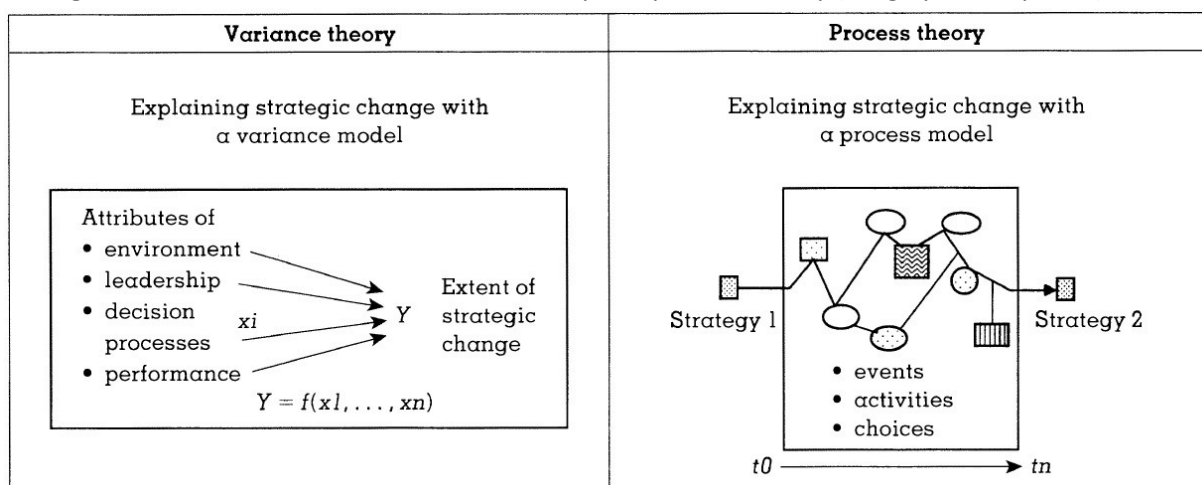 Variance theory
Process theory
Explaining strategic change with
a variance model
Explaining strategic change with
a process model
Attributes of
• environment
• leadership
• decision
processes
• performance
xi
Y
Extent of
strategic
change
Y = f(x1, . . . , xn)
Strategy 1
Strategy 2
• events
• activities
• choices
t0
tn